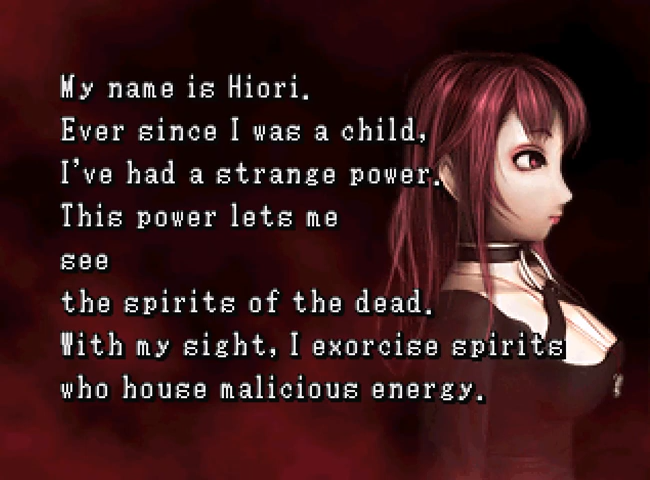 My name is Hiori.
Ever since I was a child,
I've had a strange power.
This power lets me
see
the spirits of the dead.
With my sight, I exorcise spirits
who house malicious energy.